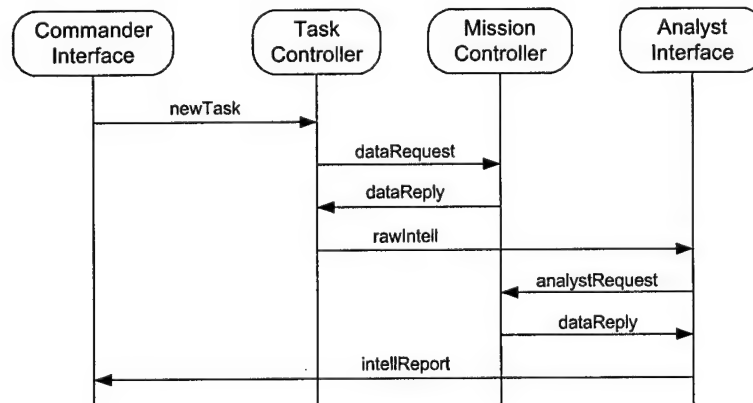 Commander
Interface
Task
Controller
Mission
Controller
Analyst
Interface
newTask
dataRequest
dataReply
rawIntell
analystRequest
dataReply
intellReport